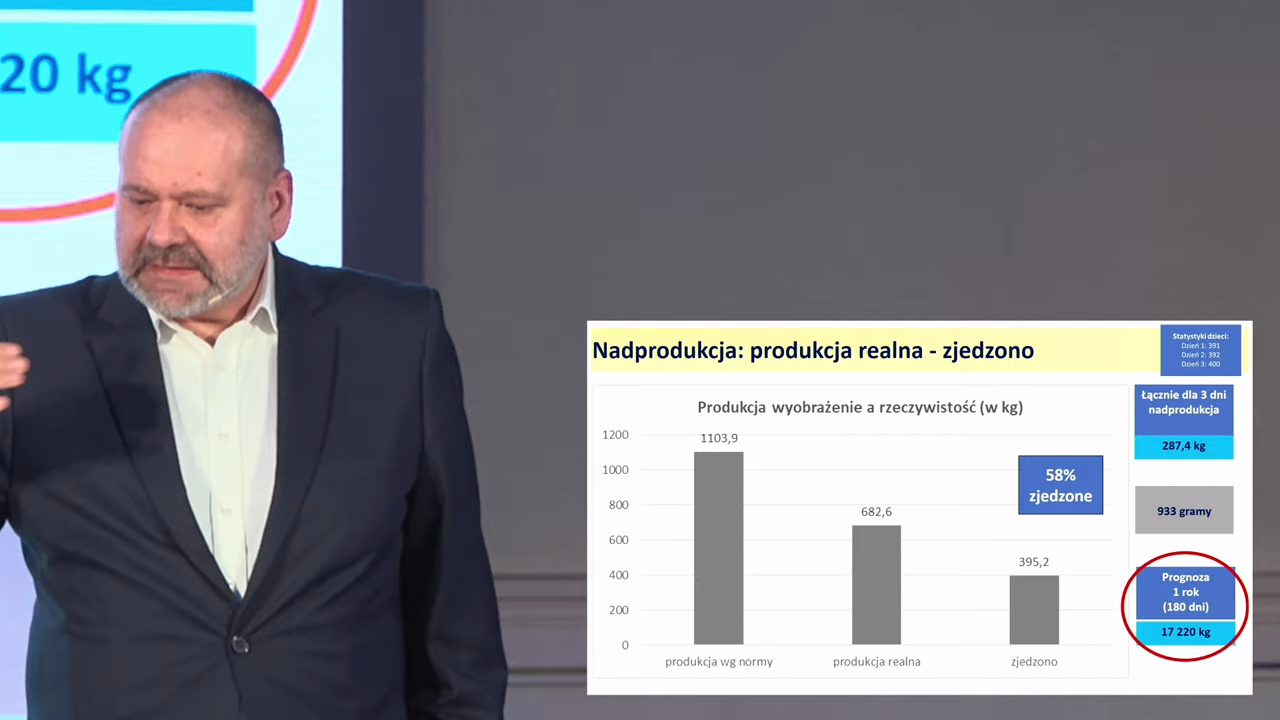 20 kg
Nadprodukcja: produkcja realna - zjedzono
Statystyki dzieci:
Dzień 1: 391
Dzień 2: 392
Dzień 3: 400
Łącznie dla 3 dni
nadprodukcja
287,4 kg
933 gramy
Prognoza
1 rok
(180 dni)
17 220 kg
Produkcja wyobrażenie a rzeczywistość (w kg)
1200
1000
800
600
400
200
0
1103,9
682,6
395,2
58%
zjedzone
produkcja wg normy
produkcja realna
zjedzono